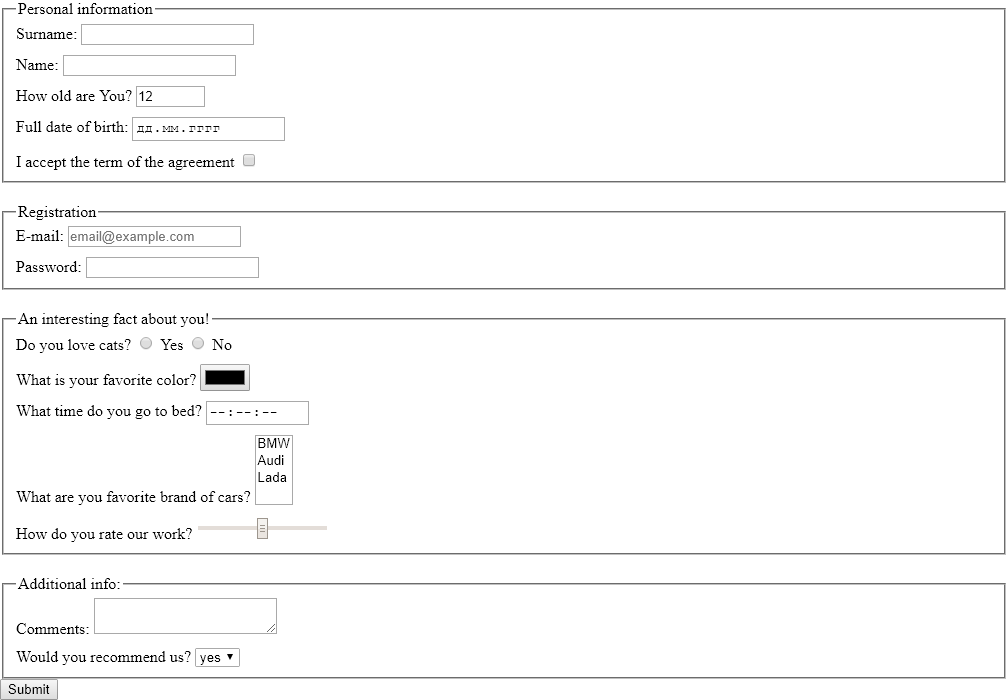 Personal information
Surname:
Name:
How old are You? 12
Full date of birth: дд.мм.гггг
I accept the term of the agreement
Registration
E-mail: email@example.com
Password:
An interesting fact about you!
Do you love cats? Yes No
What is your favorite color?
What time do you go to bed? --:--:--
BMW
Audi
Lada
What are you favorite brand of cars?
How do you rate our work?
Additional info:
Comments:
Would you recommend us? yes
Submit